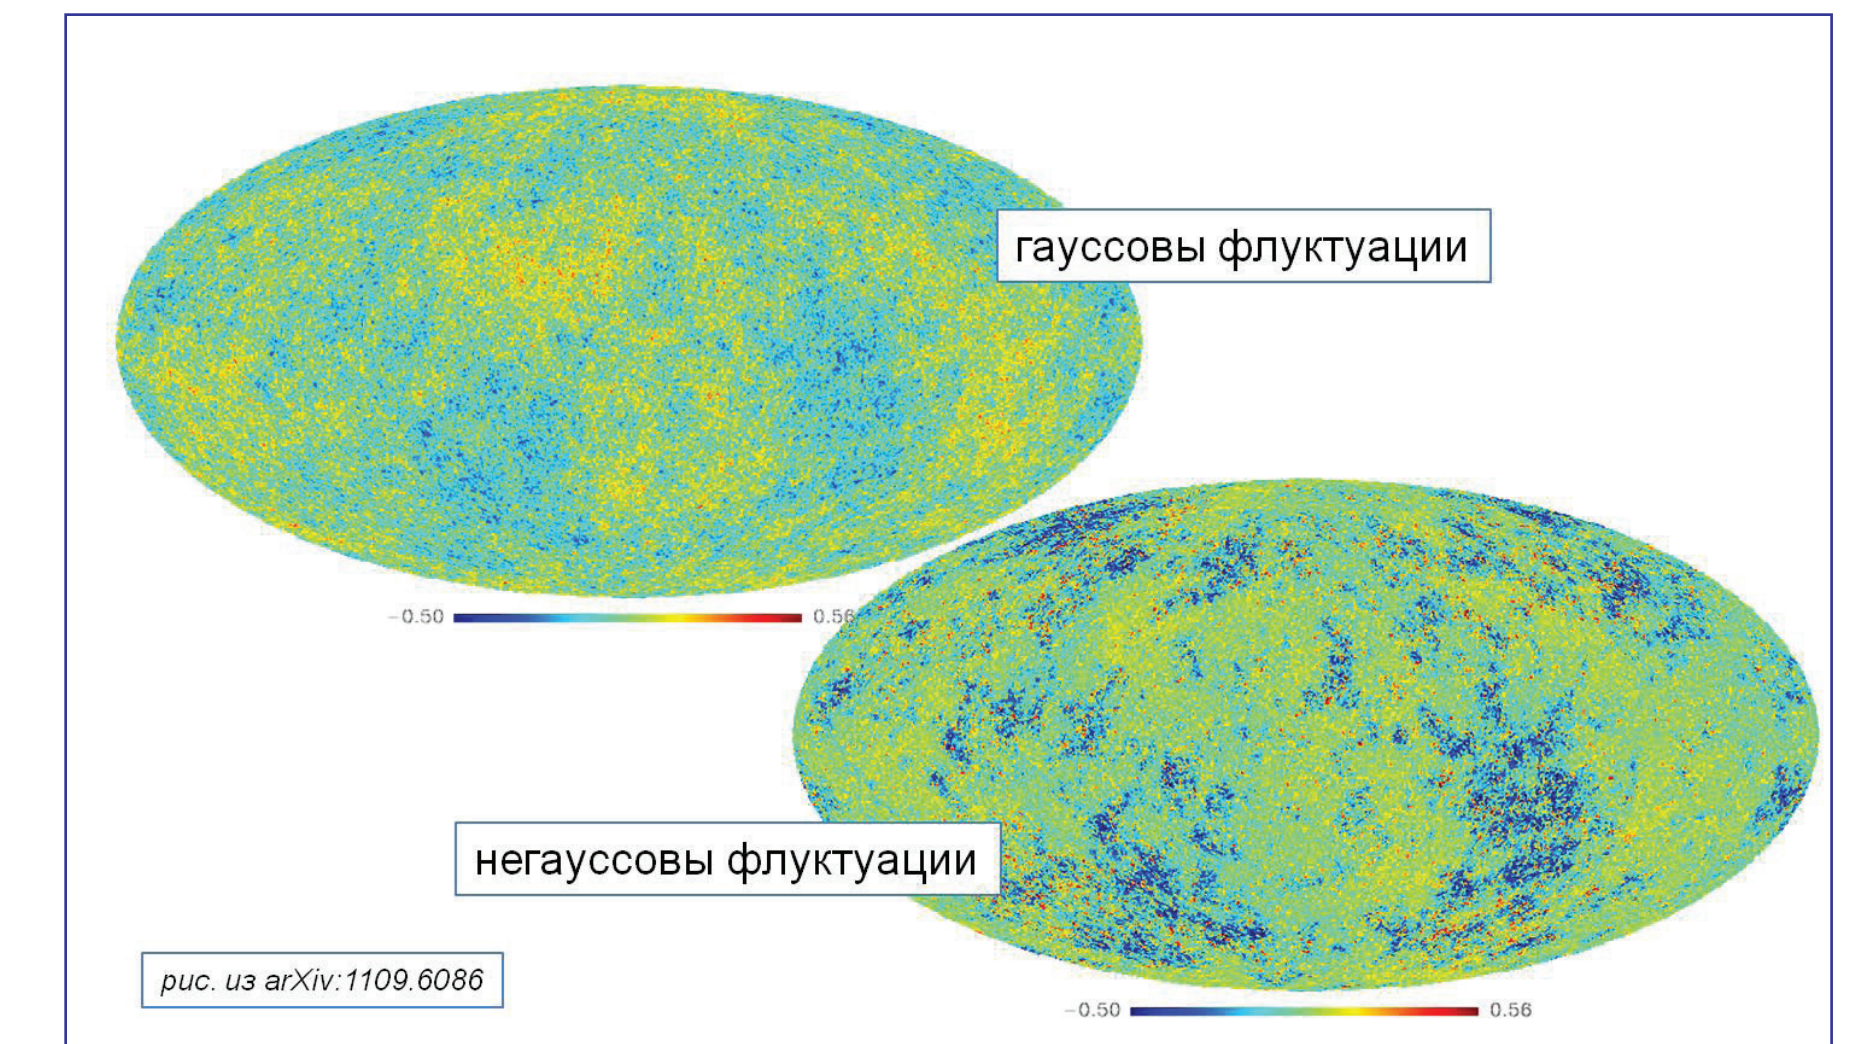 гауссовы флуктуации
−0.50 0.56
негауссовы флуктуации
рис. из arXiv:1109.6086
−0.50 0.56